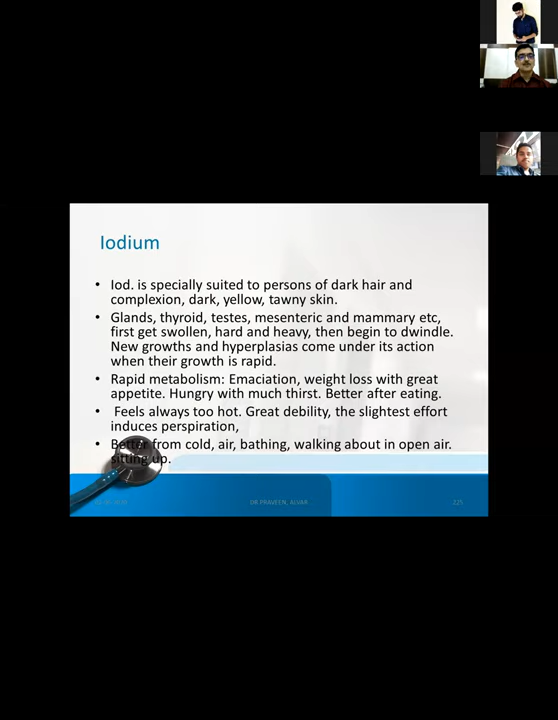 Iodium
• Iod. is specially suited to persons of dark hair and
complexion, dark, yellow, tawny skin.
• Glands, thyroid, testes, mesenteric and mammary etc,
first get swollen, hard and heavy, then begin to dwindle.
New growths and hyperplasias come under its action
when their growth is rapid.
• Rapid metabolism: Emaciation, weight loss with great
appetite. Hungry with much thirst. Better after eating.
• Feels always too hot. Great debility, the slightest effort
induces perspiration,
• Better from cold, air, bathing, walking about in open air.
sitting up.
DR.PRAVEEN, ALVAR
225